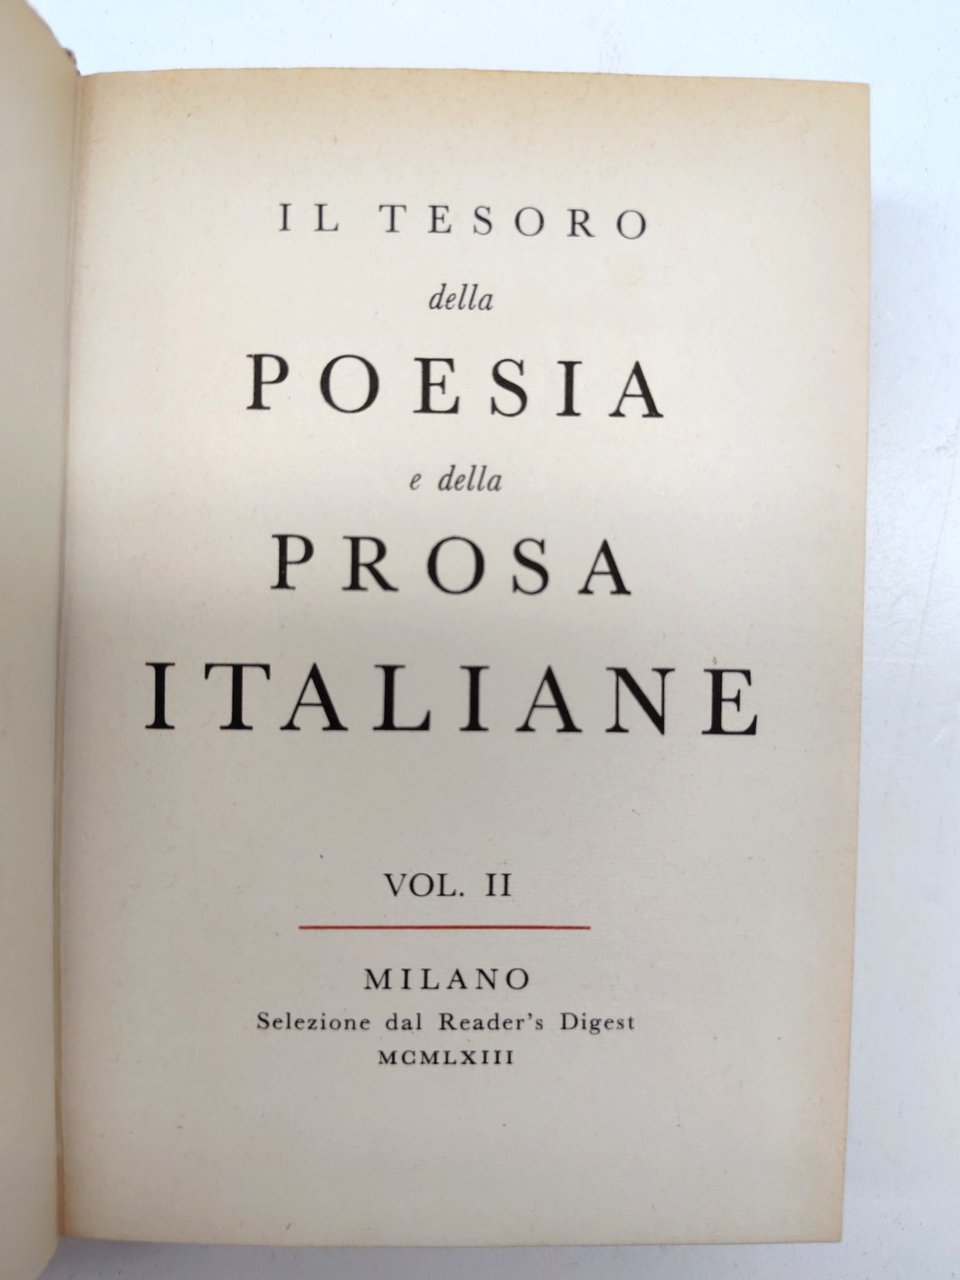 IL TESORO
della
POESIA
e della
PROSA
ITALIANE
VOL. II
MILANO
Selezione dal Reader's Digest
MCMLXIII